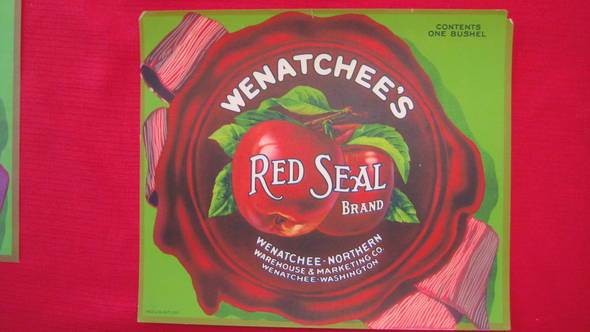 CONTENTS
ONE BUSHEL
WENATCHEE'S
RED SEAL
BRAND
WENATCHEE-NORTHERN
WAREHOUSE & MARKETING CO.
WENATCHEE-WASHINGTON